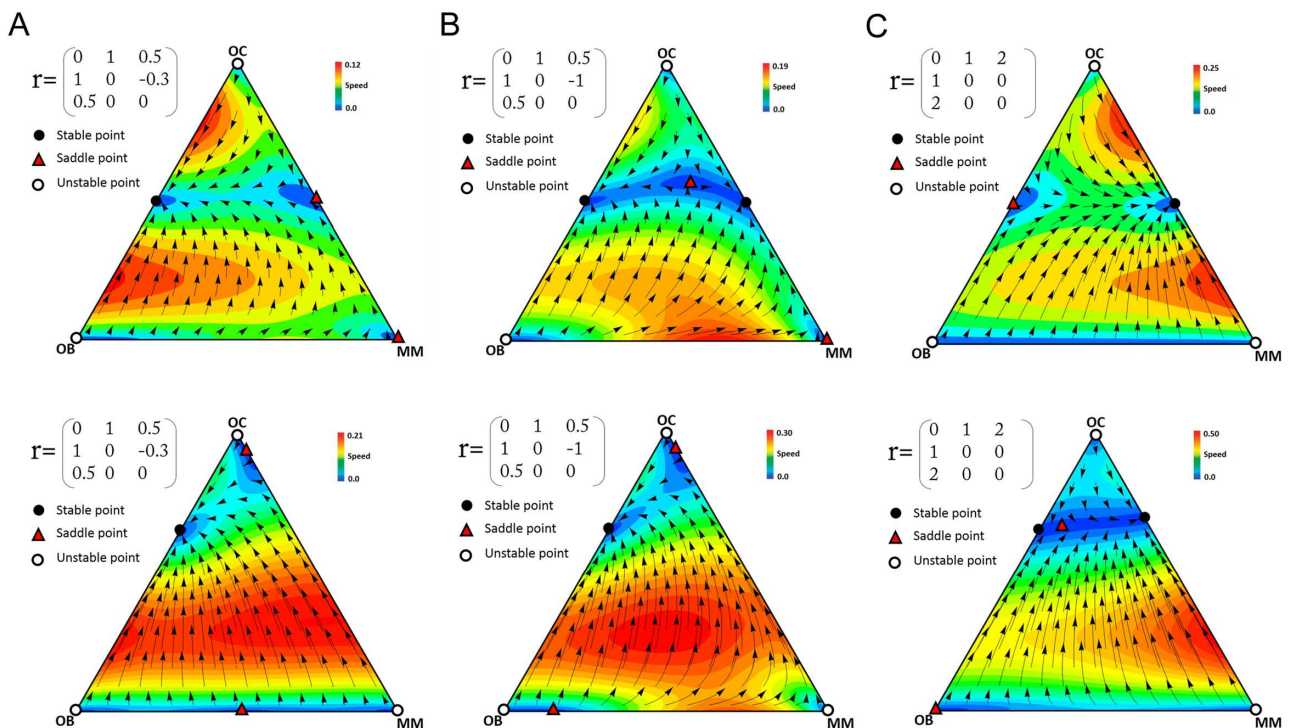 A
r=
0 1 0.5
1 0 -0.3
0.5 0 0
OC
0.12
Speed
0.0
Stable point
Saddle point
Unstable point
OB
MM
B
r=
0 1 0.5
1 0 -1
0.5 0 0
OC
0.19
Speed
0.0
Stable point
Saddle point
Unstable point
OB
MM
C
r=
0 1 2
1 0 0
2 0 0
OC
0.25
Speed
0.0
Stable point
Saddle point
Unstable point
OB
MM
r=
0 1 0.5
1 0 -0.3
0.5 0 0
OC
0.21
Speed
0.0
Stable point
Saddle point
Unstable point
OB
MM
r=
0 1 0.5
1 0 -1
0.5 0 0
OC
0.30
Speed
0.0
Stable point
Saddle point
Unstable point
OB
MM
r=
0 1 2
1 0 0
2 0 0
OC
0.50
Speed
0.0
Stable point
Saddle point
Unstable point
OB
MM